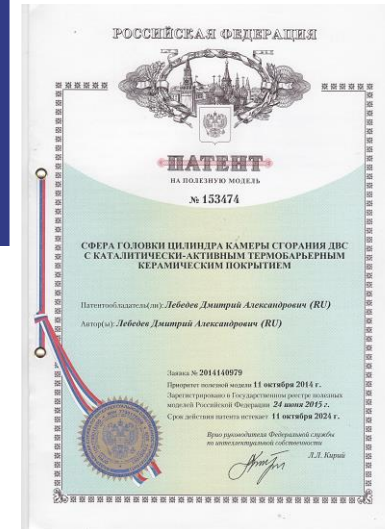 РОССИЙСКАЯ ФЕДЕРАЦИЯ
ПАТЕНТ
НА ПОЛЕЗНУЮ МОДЕЛЬ
№ 153474
СФЕРА ГОЛОВКИ ЦИЛИНДРА КАМЕРЫ СГОРАНИЯ ДВС
С КАТАЛИТИЧЕСКИ-АКТИВНЫМ ТЕРМОБАРЬЕРНЫМ
КЕРАМИЧЕСКИМ ПОКРЫТИЕМ
Патентообладатель(ли): Лебедев Дмитрий Александрович (RU)
Автор(ы): Лебедев Дмитрий Александрович (RU)
Заявка № 2014140979
Приоритет полезной модели 11 октября 2014 г.
Зарегистрировано в Государственном реестре полезных
моделей Российской Федерации 24 июня 2015 г.
Срок действия патента истекает 11 октября 2024 г.
Врио руководителя Федеральной службы
по интеллектуальной собственности
Л.Л. Кирий